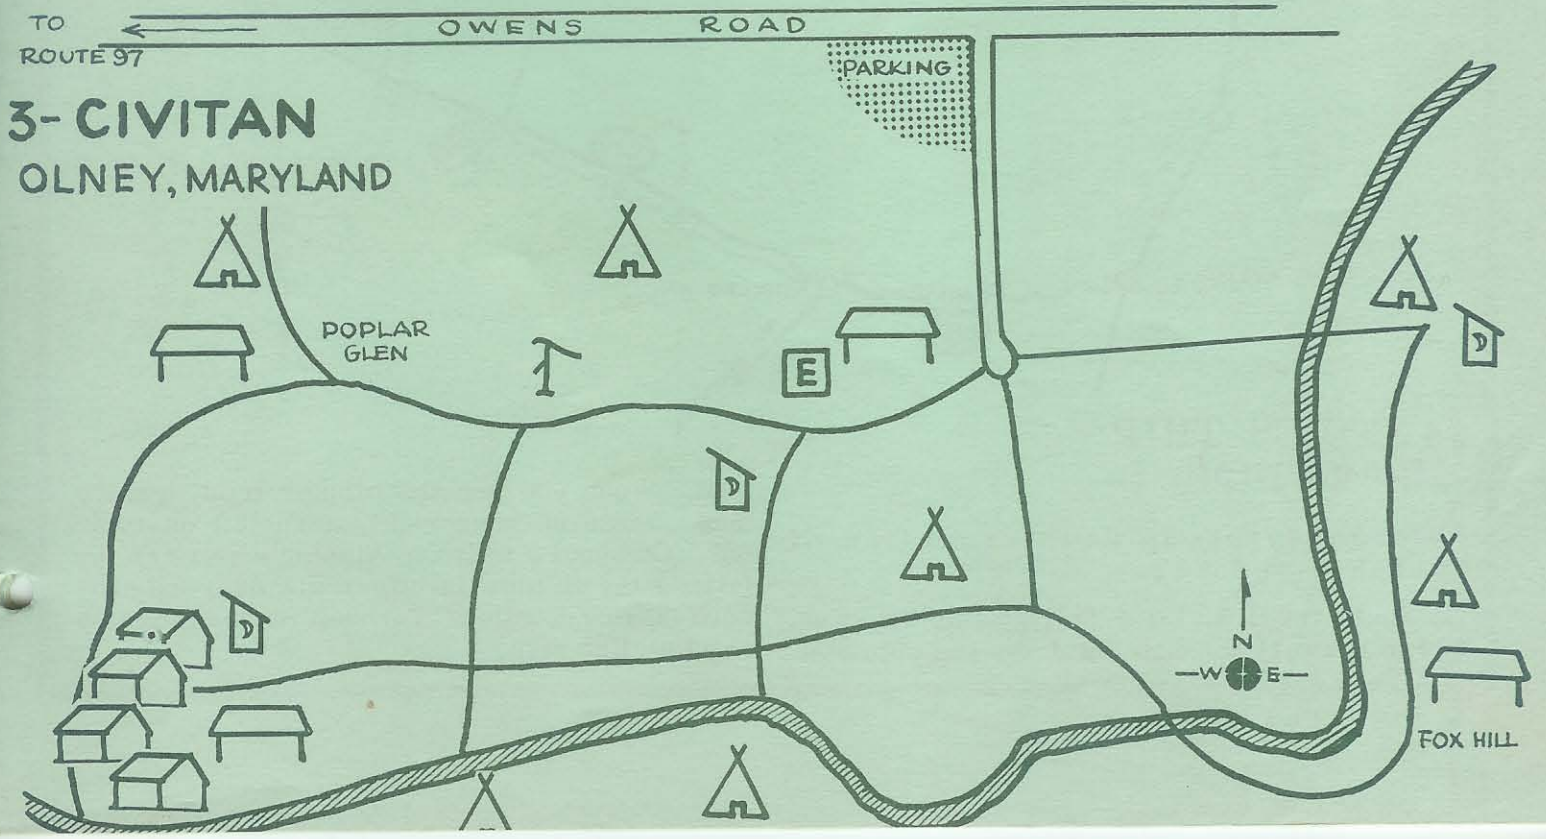 TO
ROUTE 97
OWENS ROAD
PARKING
3- CIVITAN
OLNEY, MARYLAND
POPLAR
GLEN
E
N
W E
FOX HILL